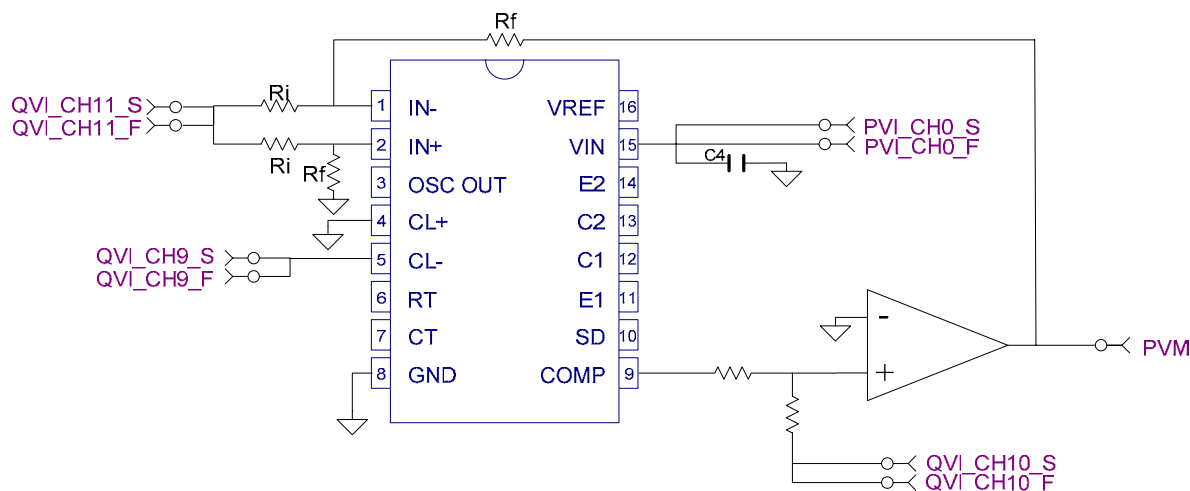 Rf
QVI_CH11_S
QVI_CH11_F
Ri
Ri
Rf
1 IN- VREF 16
2 IN+ VIN 15
3 OSC OUT E2 14
4 CL+ C2 13
5 CL- C1 12
6 RT E1 11
7 CT SD 10
8 GND COMP 9
PVI_CH0_S
PVI_CH0_F
C4
QVI_CH9_S
QVI_CH9_F
-
+
PVM
QVI_CH10_S
QVI_CH10_F